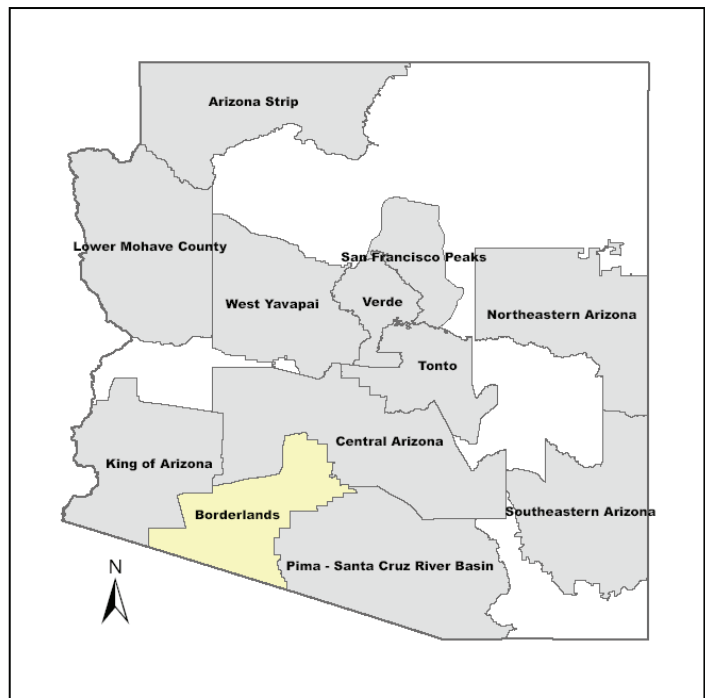 Arizona Strip
Lower Mohave County
San Francisco Peaks
West Yavapai
Verde
Northeastern Arizona
Tonto
Central Arizona
King of Arizona
Borderlands
Southeastern Arizona
Pima - Santa Cruz River Basin
N